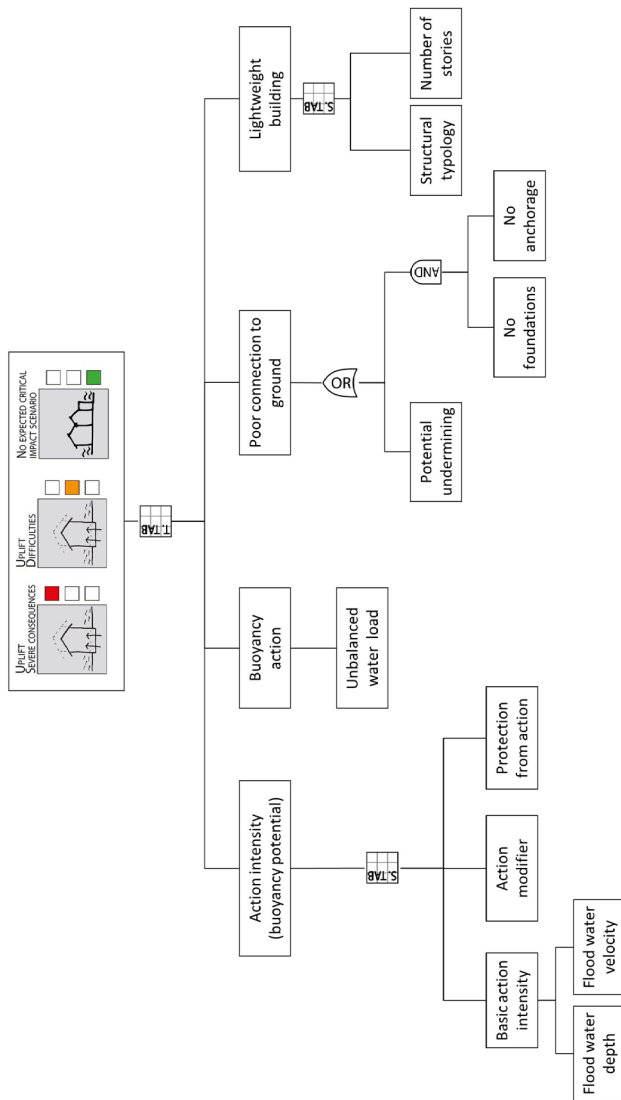 UPLIFT
SEVERE CONSEQUENCES
UPLIFT
DIFFICULTIES
NO EXPECTED CRITICAL
IMPACT SCENARIO
T. TAB
Action intensity
(buoyancy potential)
Buoyancy
action
Poor connection to
ground
Lightweight
building
S. TAB
Unbalanced
water load
OR
S. TAB
Basic action
intensity
Action
modifier
Protection
from action
Potential
undermining
AND
Structural
typology
Number of
stories
Flood water
depth
Flood water
velocity
No
foundations
No
anchorage